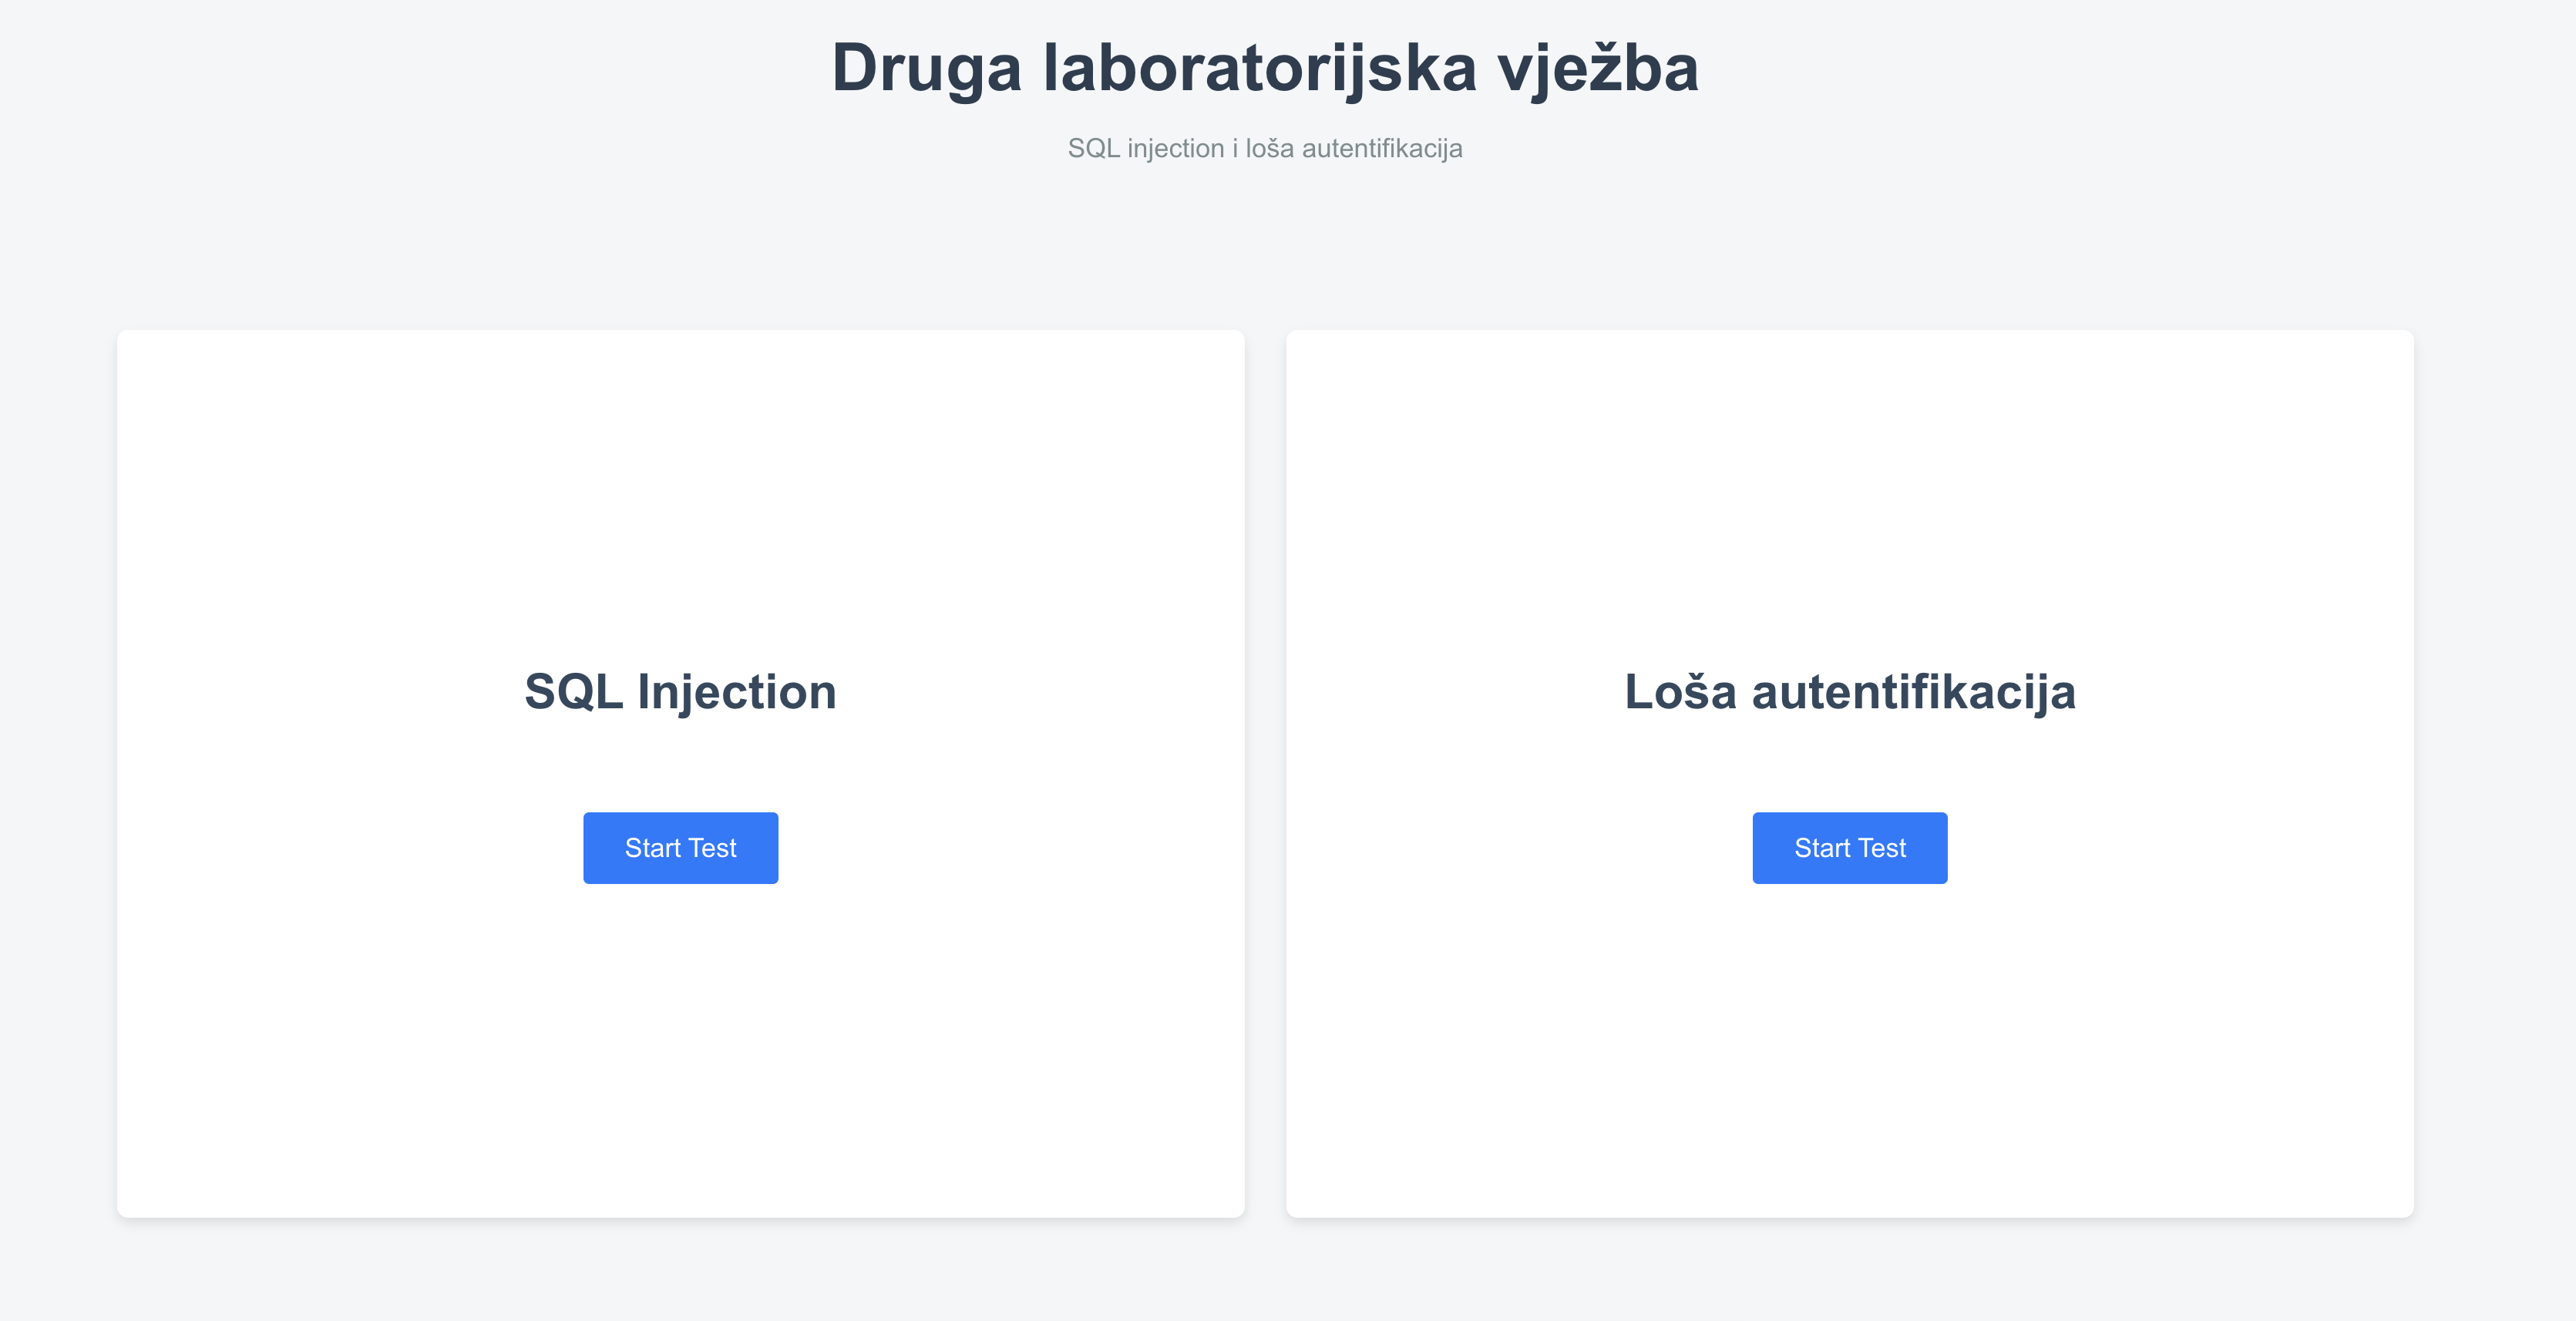 Druga laboratorijska vježba
SQL injection i loša autentifikacija
SQL Injection
Start Test
Loša autentifikacija
Start Test